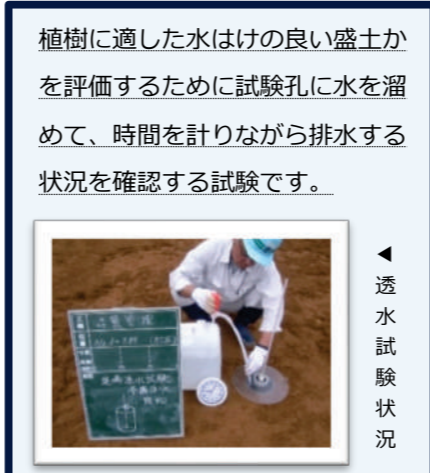 植樹に適した水はけの良い盛土か
を評価するために試験孔に水を溜
めて、時間を計りながら排水する
状況を確認する試験です。
◀透水試験状況